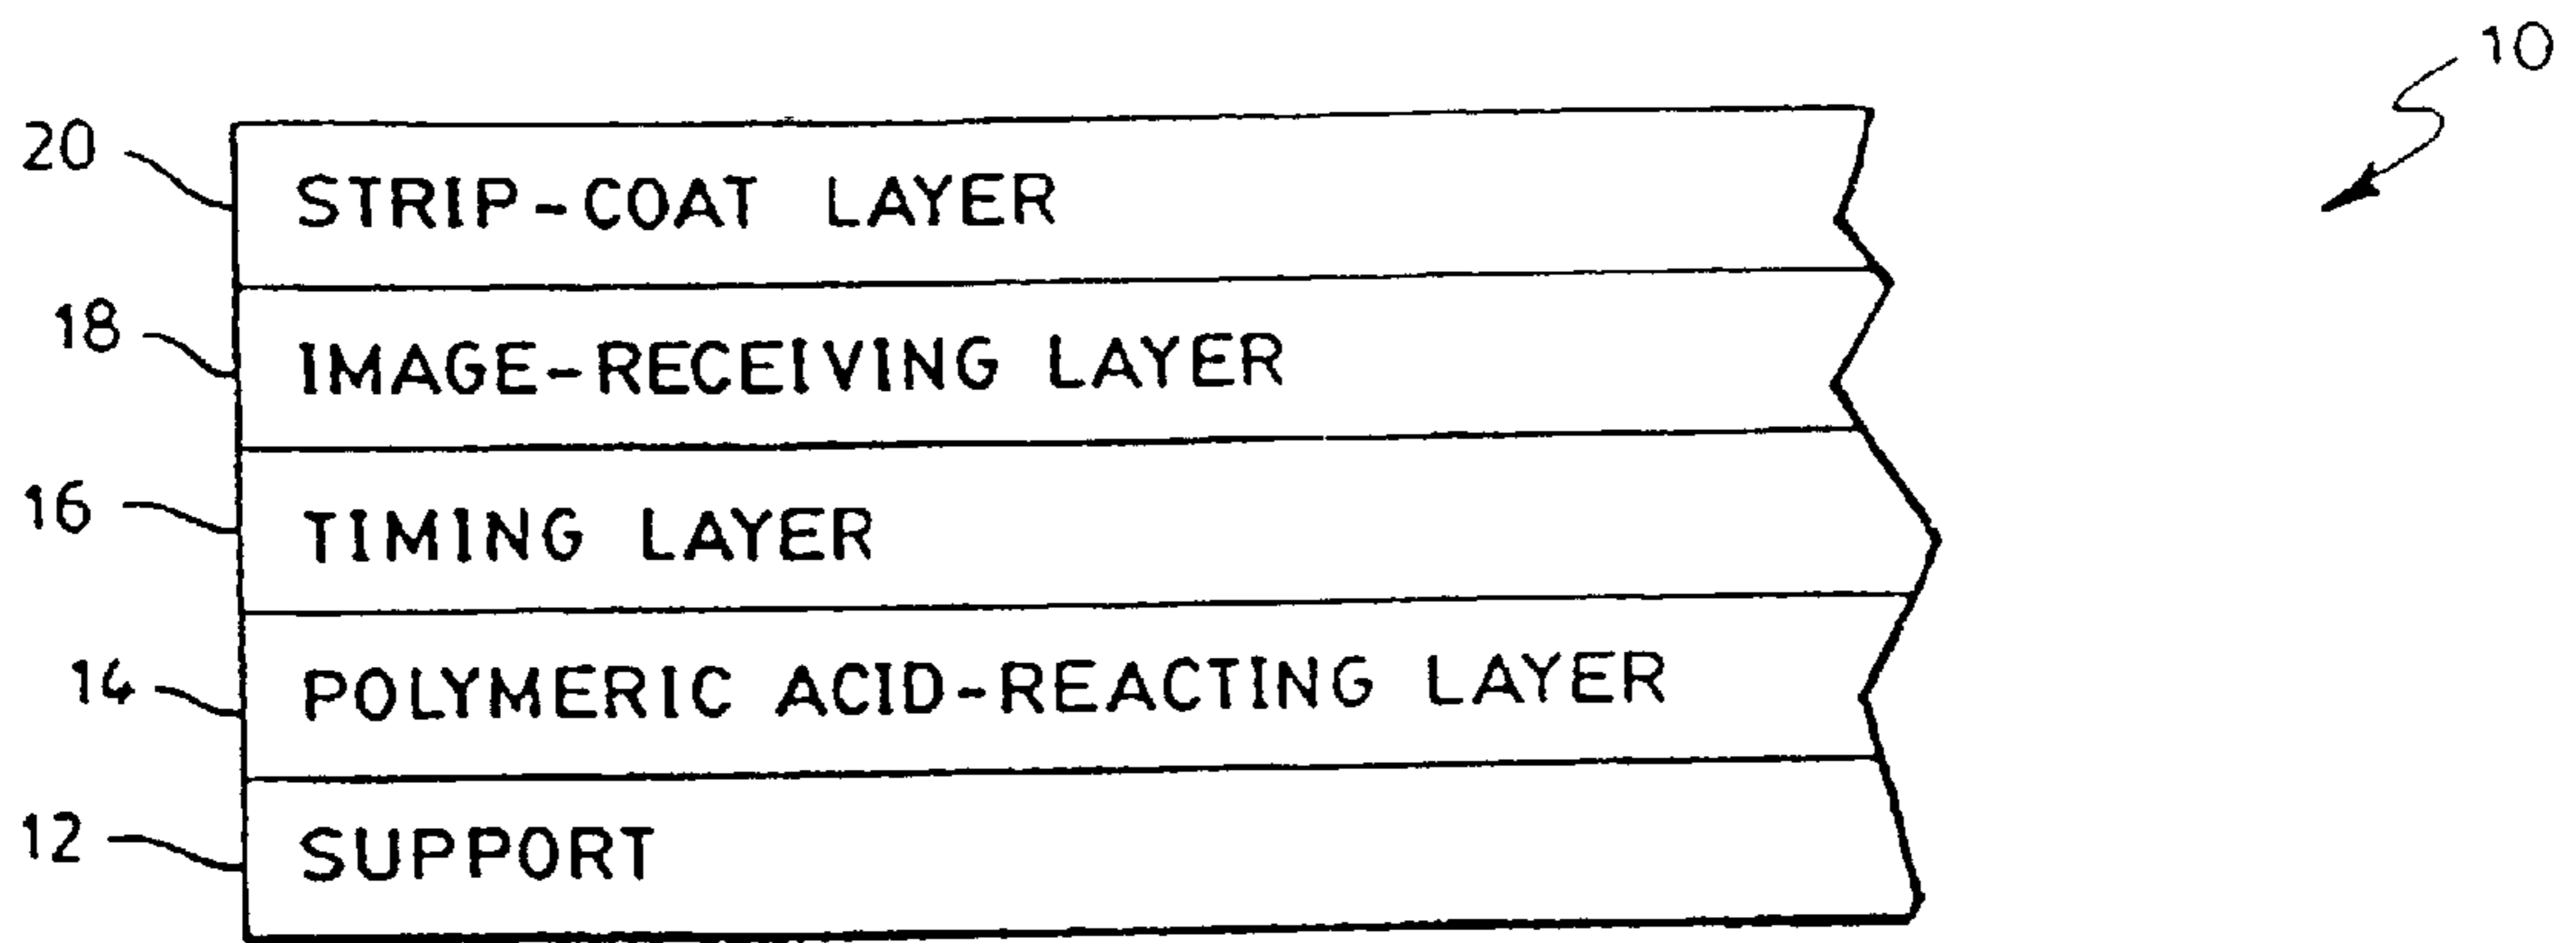 10
20 STRIP-COAT LAYER
18 IMAGE-RECEIVING LAYER
16 TIMING LAYER
14 POLYMERIC ACID-REACTING LAYER
12 SUPPORT